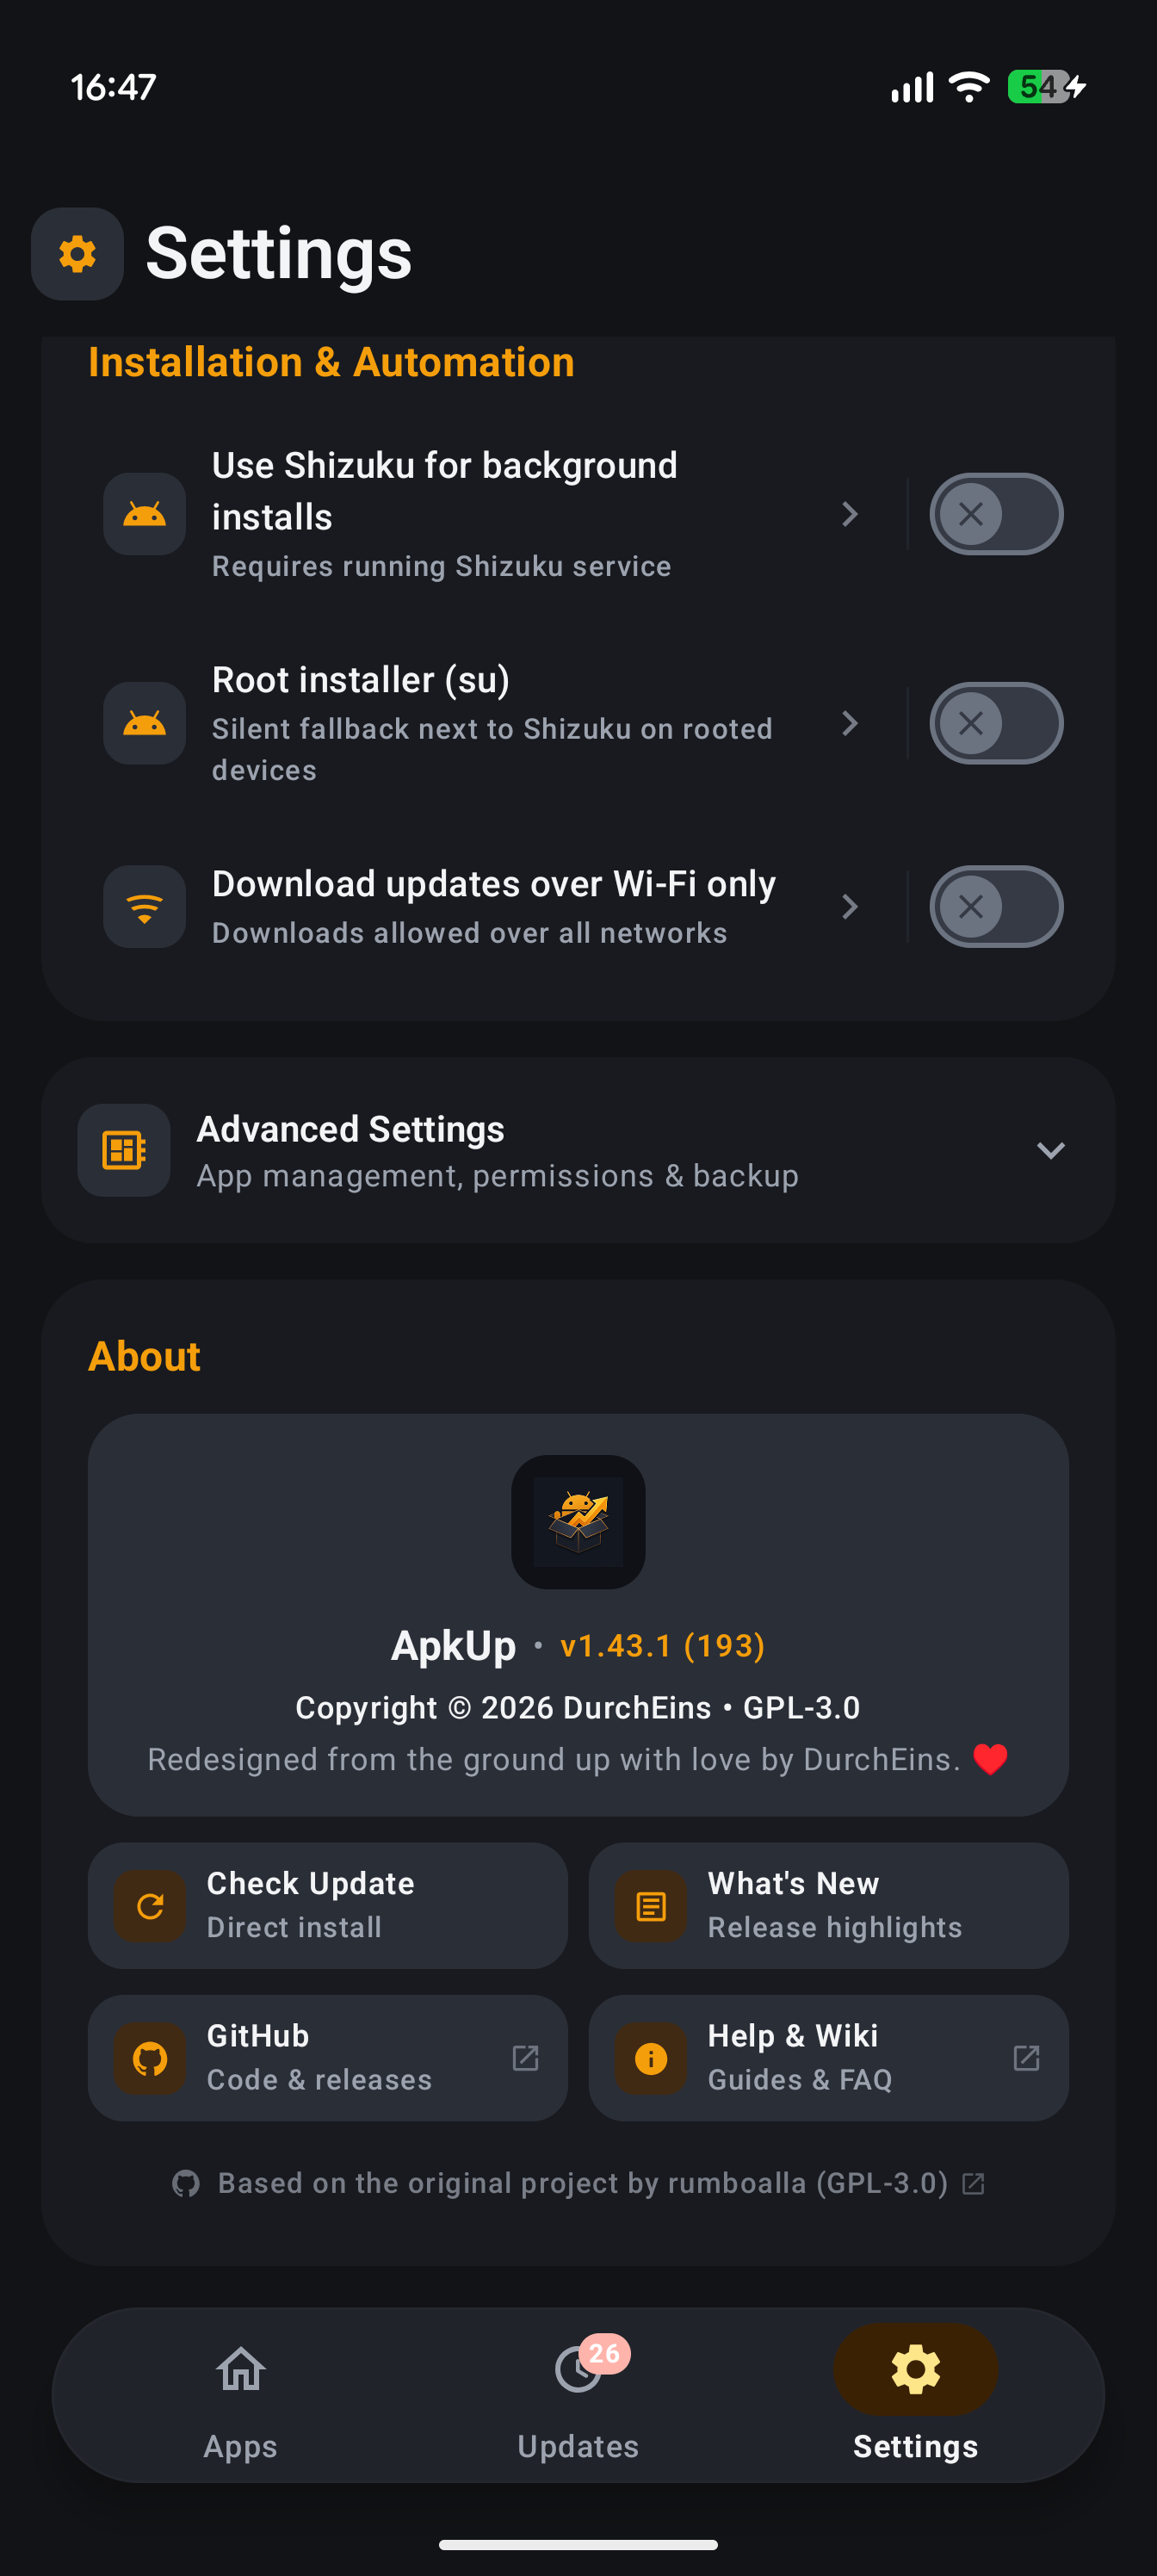 16:47
54
Settings
Installation & Automation
Use Shizuku for background
installs
Requires running Shizuku service
Root installer (su)
Silent fallback next to Shizuku on rooted
devices
Download updates over Wi-Fi only
Downloads allowed over all networks
Advanced Settings
App management, permissions & backup
About
ApkUp • v1.43.1 (193)
Copyright © 2026 DurchEins • GPL-3.0
Redesigned from the ground up with love by DurchEins. ❤️
Check Update
Direct install
What's New
Release highlights
GitHub
Code & releases
Help & Wiki
Guides & FAQ
Based on the original project by rumboalla (GPL-3.0)
26
Apps
Updates
Settings